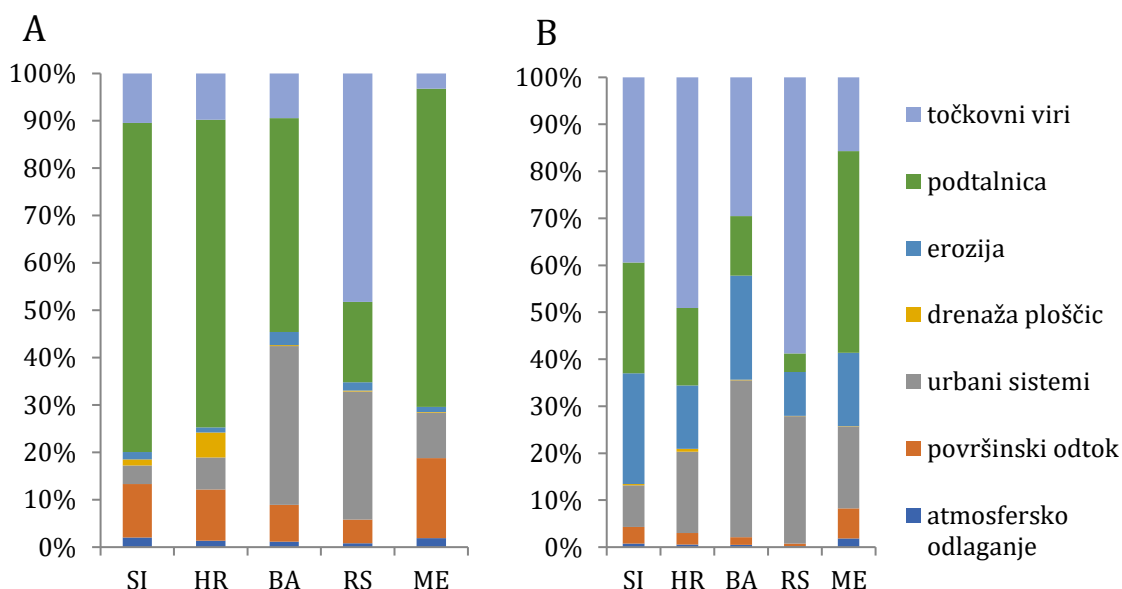 A
100%
90%
80%
70%
60%
50%
40%
30%
20%
10%
0%
SI HR BA RS ME
B
100%
90%
80%
70%
60%
50%
40%
30%
20%
10%
0%
SI HR BA RS ME
točkovni viri
podtalnica
erozija
drenaža ploščic
urbani sistemi
površinski odtok
atmosfersko
odlaganje